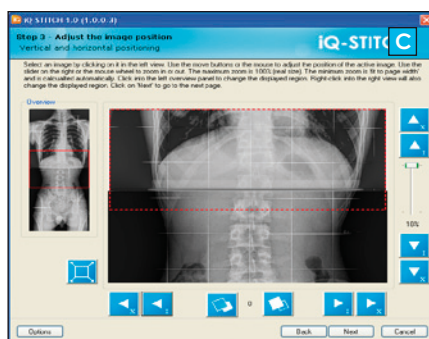 iQ-STITCH 1.0 (1.0.0.3)
Step 3 - Adjust the image position
Vertical and horizontal positioning
iQ-STITC
C
Select an image by clicking on it in the left view. Use the move buttons or the mouse to adjust the position of the active image. Use the
slider on the right or the mouse wheel to zoom in or out. The maximum zoom is 100% (real size). The minimum zoom is 'fit to page width'
and is calculated automatically. Click into the left overview panel to change the displayed region. Right-click into the right view will also
change the displayed region. Click on 'Next' to go to the next page.
Overview
10%
0
Options
Back
Next
Cancel